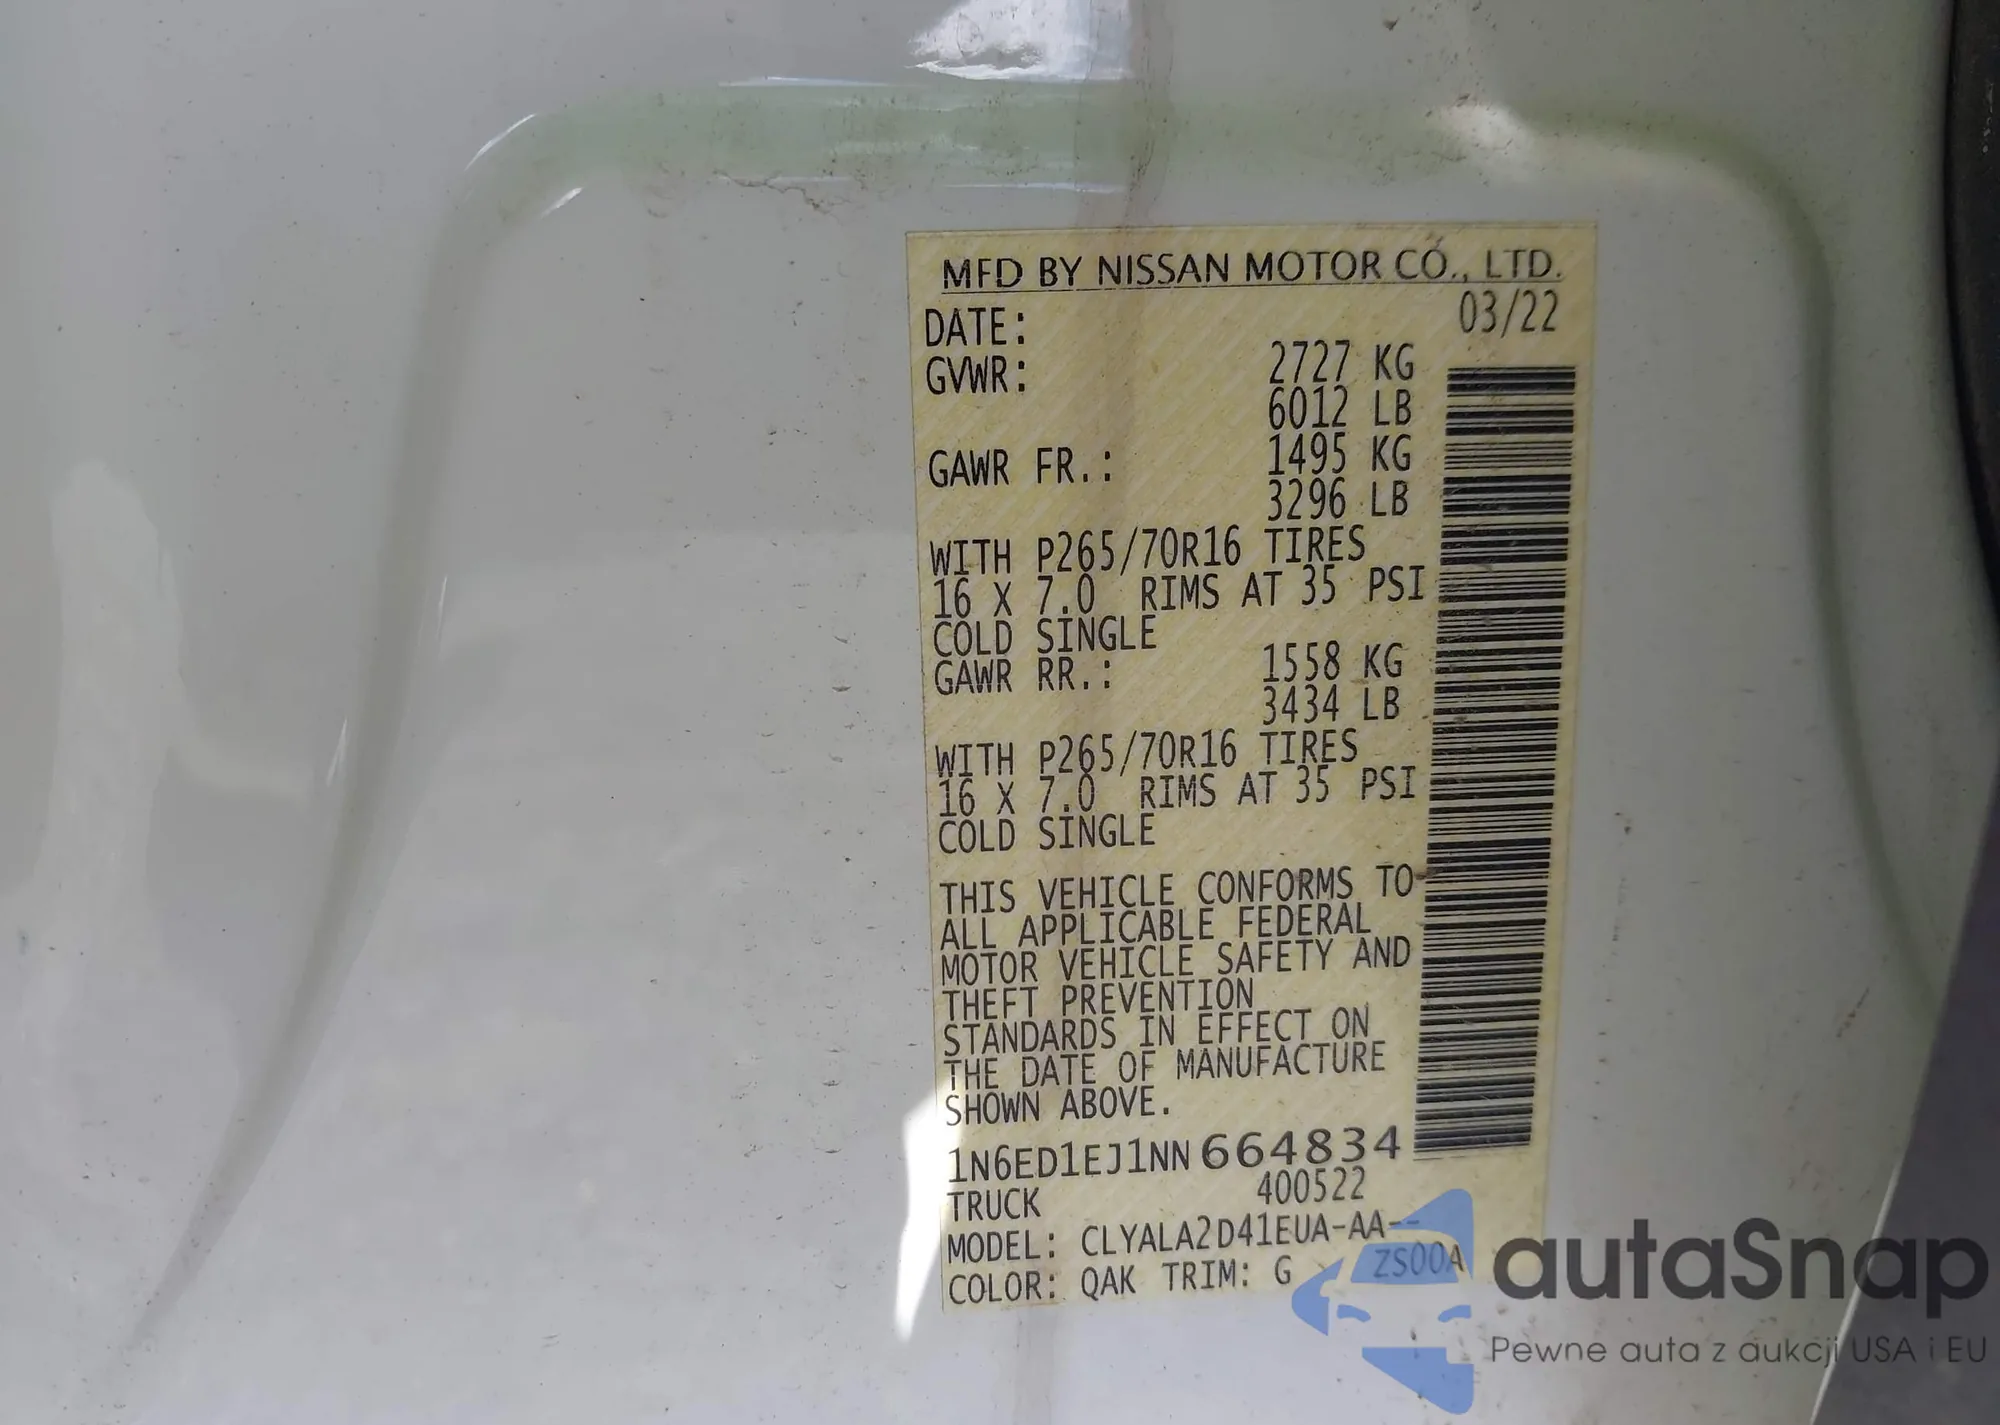 MFD BY NISSAN MOTOR CO., LTD.
DATE: 03/22
GVWR: 2727 KG
6012 LB
GAWR FR.: 1495 KG
3296 LB
WITH P265/70R16 TIRES
16 X 7.0 RIMS AT 35 PSI
COLD SINGLE
GAWR RR.: 1558 KG
3434 LB
WITH P265/70R16 TIRES
16 X 7.0 RIMS AT 35 PSI
COLD SINGLE
THIS VEHICLE CONFORMS TO
ALL APPLICABLE FEDERAL
MOTOR VEHICLE SAFETY AND
THEFT PREVENTION
STANDARDS IN EFFECT ON
THE DATE OF MANUFACTURE
SHOWN ABOVE.
1N6ED1EJ1NN664834
TRUCK 400522
MODEL: CLYALA2D41EUA-AA--
COLOR: QAK TRIM: G ZS00A
autaSnap
Pewne auta z aukcji USA i EU